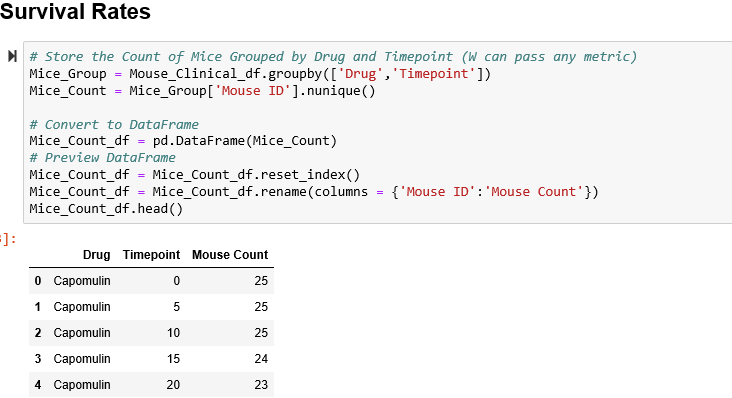 Survival Rates
# Store the Count of Mice Grouped by Drug and Timepoint (W can pass any metric)
Mice_Group = Mouse_Clinical_df.groupby(['Drug','Timepoint'])
Mice_Count = Mice_Group['Mouse ID'].nunique()
# Convert to DataFrame
Mice_Count_df = pd.DataFrame(Mice_Count)
# Preview DataFrame
Mice_Count_df = Mice_Count_df.reset_index()
Mice_Count_df = Mice_Count_df.rename(columns = {'Mouse ID':'Mouse Count'})
Mice_Count_df.head()
]:
Drug Timepoint Mouse Count
0 Capomulin 0 25
1 Capomulin 5 25
2 Capomulin 10 25
3 Capomulin 15 24
4 Capomulin 20 23